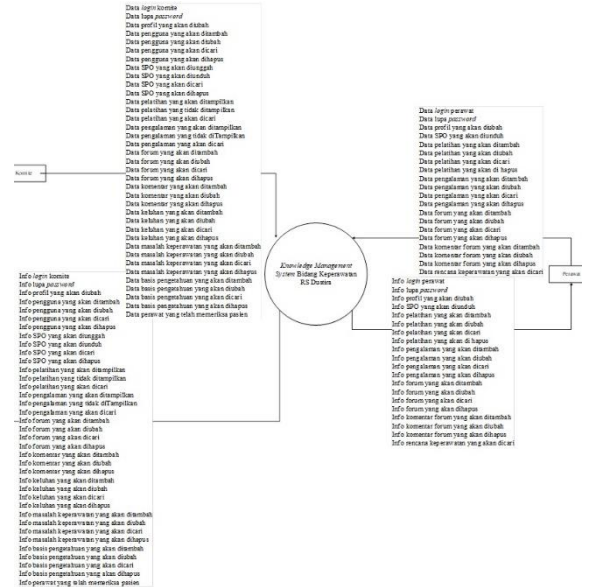 Data login komite
Data lupa password
Data profil yang akan diubah
Data pengguna yang akan ditambah
Data pengguna yang akan diubah
Data pengguna yang akan dicari
Data pengguna yang akan dihapus
Data SPO yang akan diunggah
Data SPO yang akan diunduh
Data SPO yang akan dicari
Data SPO yang akan dihapus
Data pelatihan yang akan ditampilkan
Data pelatihan yang tidak ditampilkan
Data pelatihan yang akan dicari
Data pengalaman yang akan ditampilkan
Data pengalaman yang tidak diTampilkan
Data pengalaman yang akan dicari
Data forum yang akan ditambah
Data forum yang akan diubah
Data forum yang akan dicari
Data forum yang akan dihapus
Data komentar yang akan ditambah
Data komentar yang akan diubah
Data komentar yang akan dihapus
Data keluhan yang akan ditambah
Data keluhan yang akan diubah
Data keluhan yang akan dicari
Data keluhan yang akan dihapus
Data masalah keperawatan yang akan ditambah
Data masalah keperawatan yang akan diubah
Data masalah keperawatan yang akan dicari
Data masalah keperawatan yang akan dihapus
Data basis pengetahuan yang akan ditambah
Data basis pengetahuan yang akan diubah
Data basis pengetahuan yang akan dicari
Data basis pengetahuan yang akan dihapus
Data perawat yang telah memeriksa pasien
Komite
Knowledge Management
System Bidang Keperawatan
RS Dustira
Data login perawat
Data lupa password
Data profil yang akan diubah
Data SPO yang akan diunduh
Data pelatihan yang akan ditambah
Data pelatihan yang akan diubah
Data pelatihan yang akan dicari
Data pelatihan yang akan di hapus
Data pengalaman yang akan ditambah
Data pengalaman yang akan diubah
Data pengalaman yang akan dicari
Data pengalaman yang akan dihapus
Data forum yang akan ditambah
Data forum yang akan diubah
Data forum yang akan dicari
Data forum yang akan dihapus
Data komentar forum yang akan ditambah
Data komentar forum yang akan diubah
Data komentar forum yang akan dihapus
Data rencana keperawatan yang akan dicari
Perawat
Info login komite
Info lupa password
Info profil yang akan diubah
Info pengguna yang akan ditambah
Info pengguna yang akan diubah
Info pengguna yang akan dicari
Info pengguna yang akan dihapus
Info SPO yang akan diunggah
Info SPO yang akan diunduh
Info SPO yang akan dicari
Info SPO yang akan dihapus
Info pelatihan yang akan ditampilkan
Info pelatihan yang tidak ditampilkan
Info pelatihan yang akan dicari
Info pengalaman yang akan ditampilkan
Info pengalaman yang tidak diTampilkan
Info pengalaman yang akan dicari
Info forum yang akan ditambah
Info forum yang akan diubah
Info forum yang akan dicari
Info forum yang akan dihapus
Info komentar yang akan ditambah
Info komentar yang akan diubah
Info komentar yang akan dihapus
Info keluhan yang akan ditambah
Info keluhan yang akan diubah
Info keluhan yang akan dicari
Info keluhan yang akan dihapus
Info masalah keperawatan yang akan ditambah
Info masalah keperawatan yang akan diubah
Info masalah keperawatan yang akan dicari
Info masalah keperawatan yang akan dihapus
Info basis pengetahuan yang akan ditambah
Info basis pengetahuan yang akan diubah
Info basis pengetahuan yang akan dicari
Info basis pengetahuan yang akan dihapus
Info perawat yang telah memeriksa pasien
Info login perawat
Info lupa password
Info profil yang akan diubah
Info SPO yang akan diunduh
Info pelatihan yang akan ditambah
Info pelatihan yang akan diubah
Info pelatihan yang akan dicari
Info pelatihan yang akan di hapus
Info pengalaman yang akan ditambah
Info pengalaman yang akan diubah
Info pengalaman yang akan dicari
Info pengalaman yang akan dihapus
Info forum yang akan ditambah
Info forum yang akan diubah
Info forum yang akan dicari
Info forum yang akan dihapus
Info komentar forum yang akan ditambah
Info komentar forum yang akan diubah
Info komentar forum yang akan dihapus
Info rencana keperawatan yang akan dicari